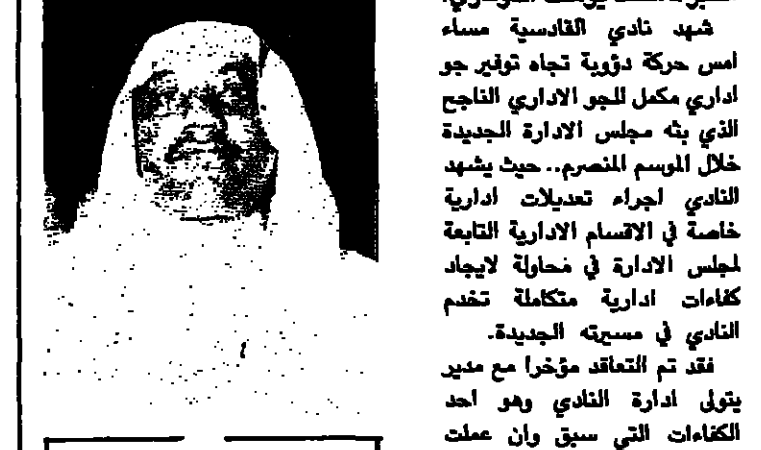 شهد نادي القادسية مساء
امس حركة دؤوبة تجاه توفير جو
اداري مكمل للجو الاداري الناجح
الذي بثه مجلس الادارة الجديدة
خلال الموسم المنصرم.. حيث يشهد
النادي اجراء تعديلات ادارية
خاصة في الاقسام الادارية التابعة
لمجلس الادارة في محاولة لايجاد
كفاءات ادارية متكاملة تخدم
النادي في مسيرته الجديدة.
فقد تم التعاقد مؤخرا مع مدير
يتولى ادارة النادي وهو احد
الكفاءات التي سبق وان عملت